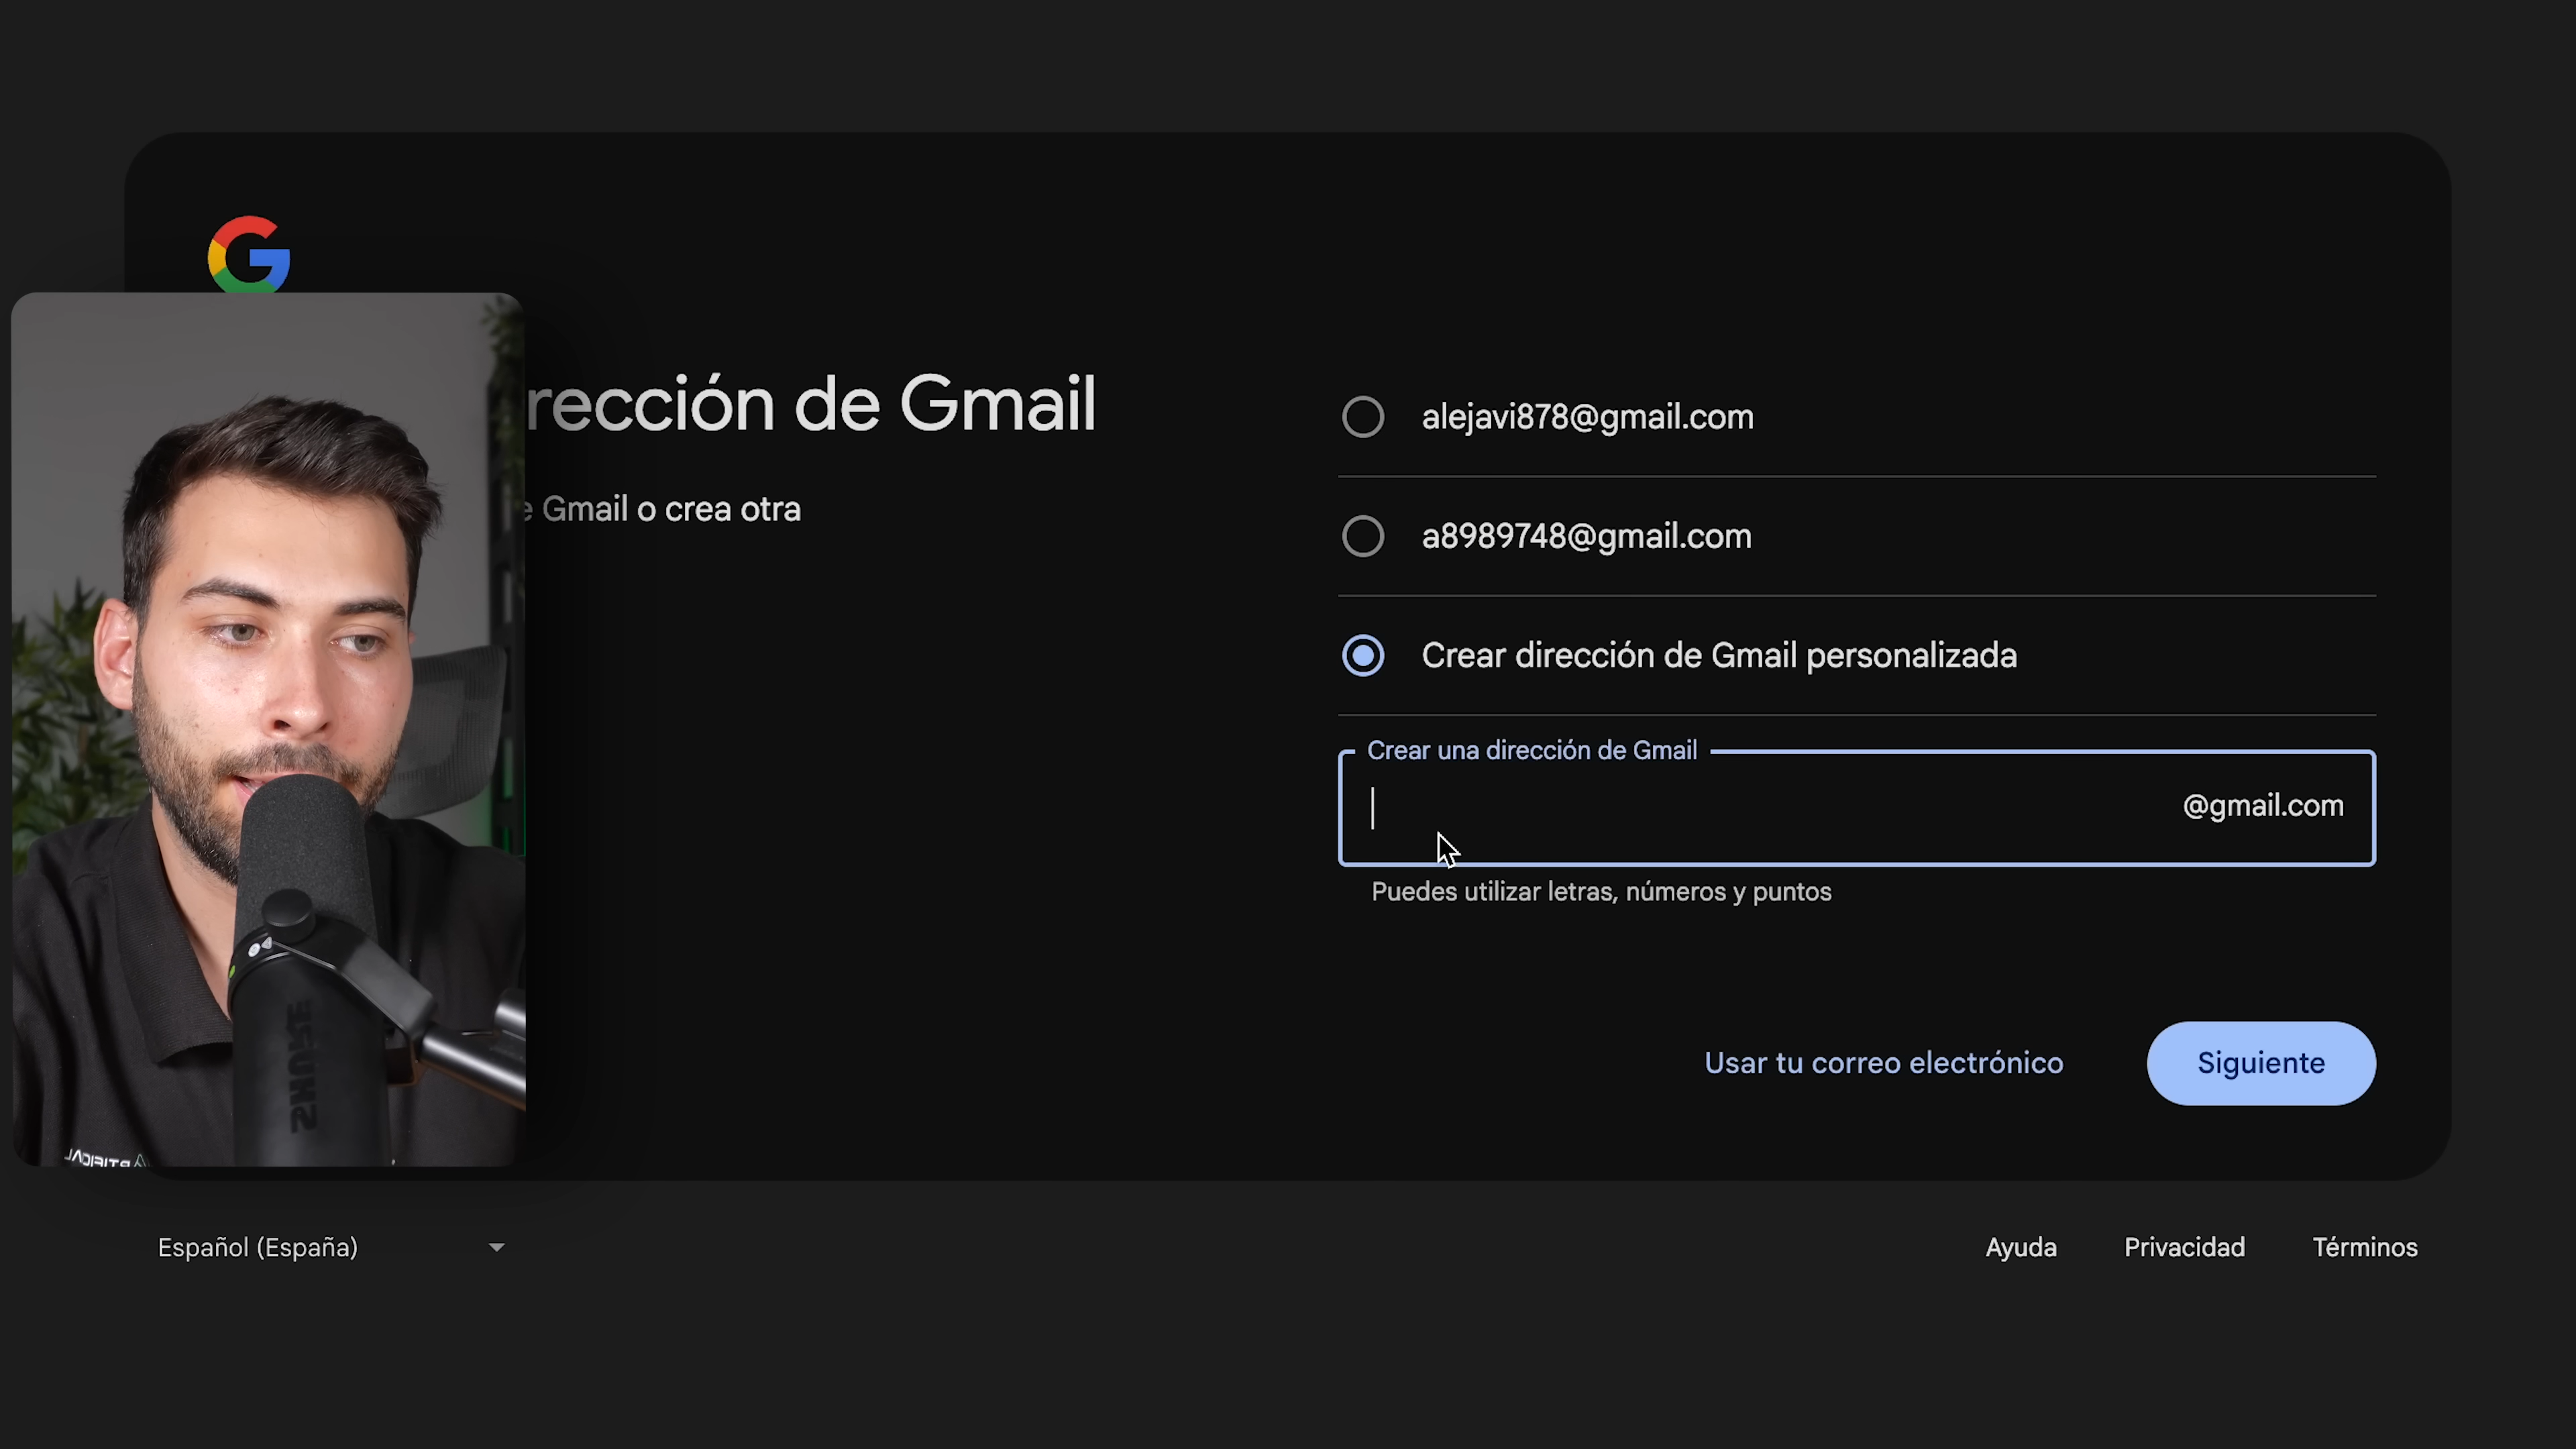 rección de Gmail
Gmail o crea otra
alejavi878@gmail.com
a8989748@gmail.com
Crear dirección de Gmail personalizada
Crear una dirección de Gmail
@gmail.com
Puedes utilizar letras, números y puntos
Usar tu correo electrónico
Siguiente
SHURE
Español (España)
Ayuda
Privacidad
Términos